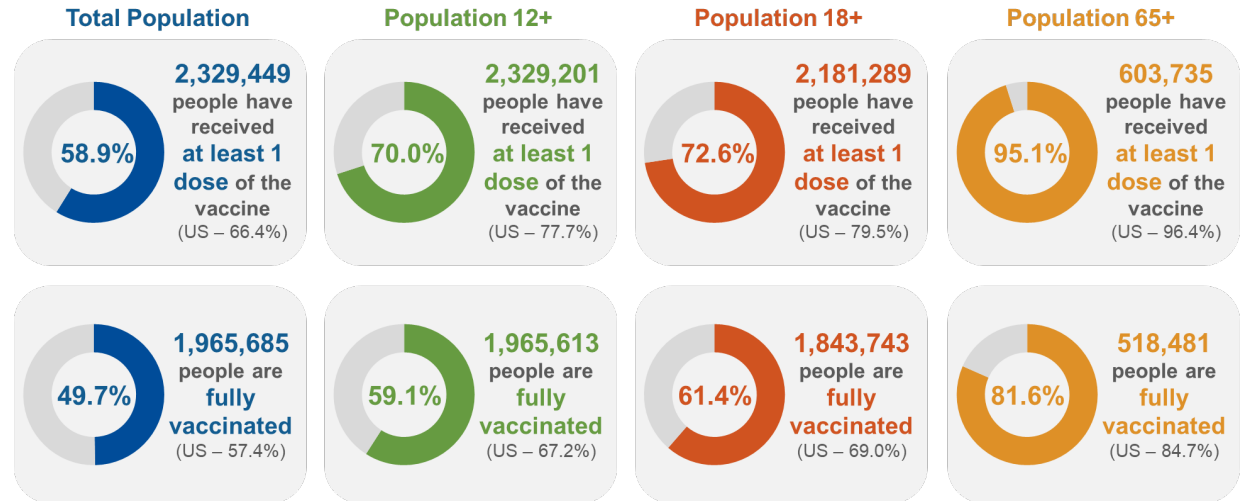 Total Population
Population 12+
Population 18+
Population 65+
58.9%
2,329,449
people have
received
at least 1
dose of the
vaccine
(US – 66.4%)
70.0%
2,329,201
people have
received
at least 1
dose of the
vaccine
(US – 77.7%)
72.6%
2,181,289
people have
received
at least 1
dose of the
vaccine
(US – 79.5%)
95.1%
603,735
people have
received
at least 1
dose of the
vaccine
(US – 96.4%)
49.7%
1,965,685
people are
fully
vaccinated
(US – 57.4%)
59.1%
1,965,613
people are
fully
vaccinated
(US – 67.2%)
61.4%
1,843,743
people are
fully
vaccinated
(US – 69.0%)
81.6%
518,481
people are
fully
vaccinated
(US – 84.7%)